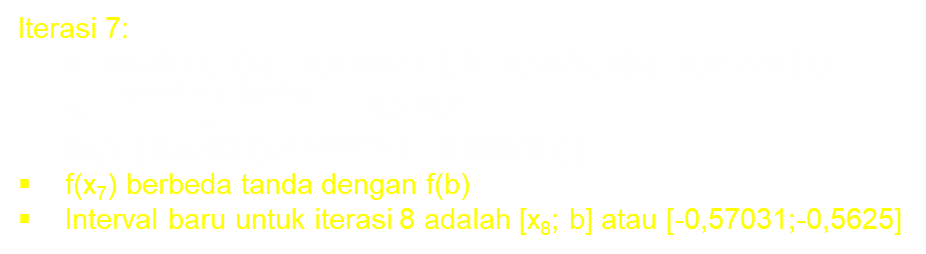 Iterasi 7:
▪ f(x₇) berbeda tanda dengan f(b)
▪ Interval baru untuk iterasi 8 adalah [x₈; b] atau [-0,57031;-0,5625]